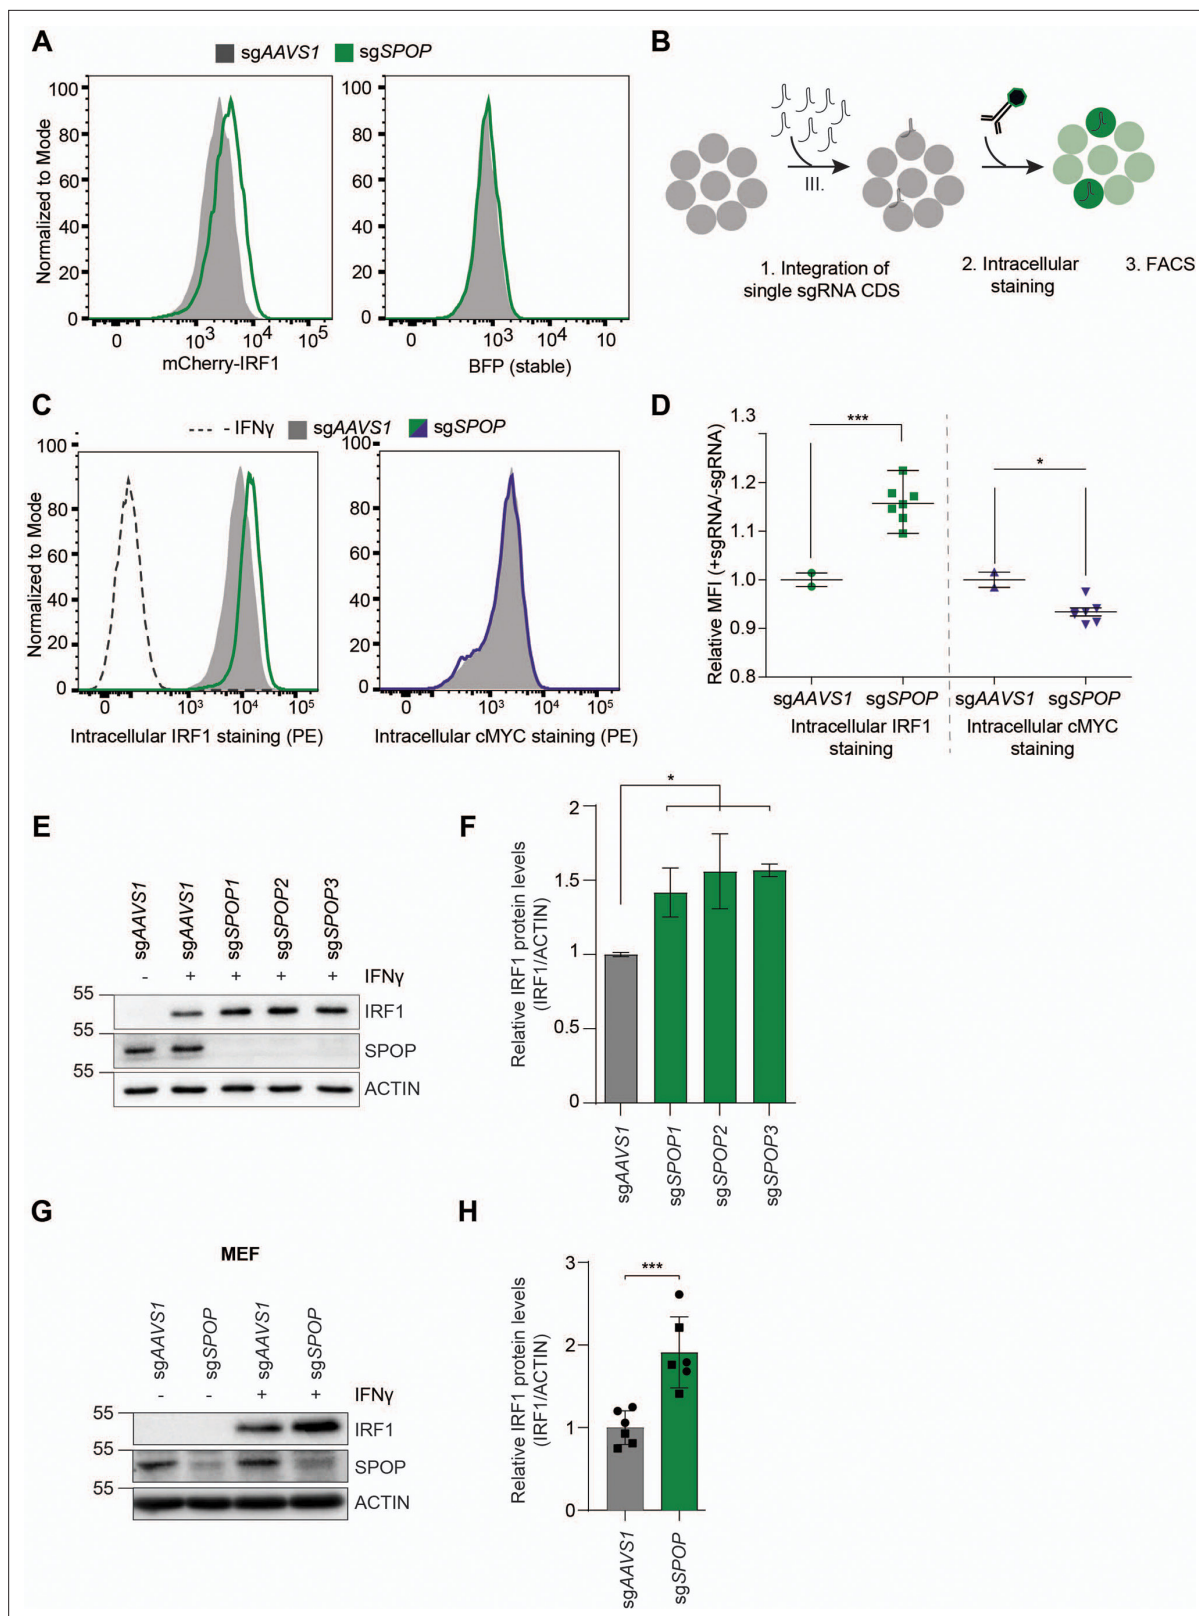 A
sgAAVS1 sgSPOP
Normalized to Mode
100
80
60
40
20
0
0 10³ 10⁴ 10⁵
mCherry-IRF1
100
80
60
40
20
0
0 10³ 10⁴ 10
BFP (stable)
B
III.
1. Integration of
single sgRNA CDS
2. Intracellular
staining
3. FACS
C
- IFNγ sgAAVS1 sgSPOP
Normalized to Mode
100
80
60
40
20
0
0 10³ 10⁴ 10⁵
Intracellular IRF1 staining (PE)
100
80
60
40
20
0
0 10³ 10⁴ 10⁵
Intracellular cMYC staining (PE)
D
Relative MFI (+sgRNA/-sgRNA)
1.3
1.2
1.1
1.0
0.9
0.8
***
*
sgAAVS1 sgSPOP sgAAVS1 sgSPOP
Intracellular IRF1
staining
Intracellular cMYC
staining
E
sgAAVS1
sgAAVS1
sgSPOP1
sgSPOP2
sgSPOP3
- + + + + IFNγ
55
IRF1
55
SPOP
55
ACTIN
F
Relative IRF1 protein levels
(IRF1/ACTIN)
2
1.5
1
0.5
0
*
sgAAVS1
sgSPOP1
sgSPOP2
sgSPOP3
G
MEF
sgAAVS1
sgSPOP
sgAAVS1
sgSPOP
- - + + IFNγ
55
IRF1
55
SPOP
55
ACTIN
H
Relative IRF1 protein levels
(IRF1/ACTIN)
3
2
1
0
***
sgAAVS1
sgSPOP